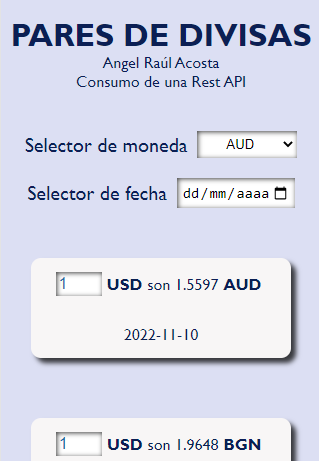 PARES DE DIVISAS
Angel Raúl Acosta
Consumo de una Rest API
Selector de moneda AUD
Selector de fecha dd/mm/aaaa
1 USD son 1.5597 AUD
2022-11-10
1 USD son 1.9648 BGN